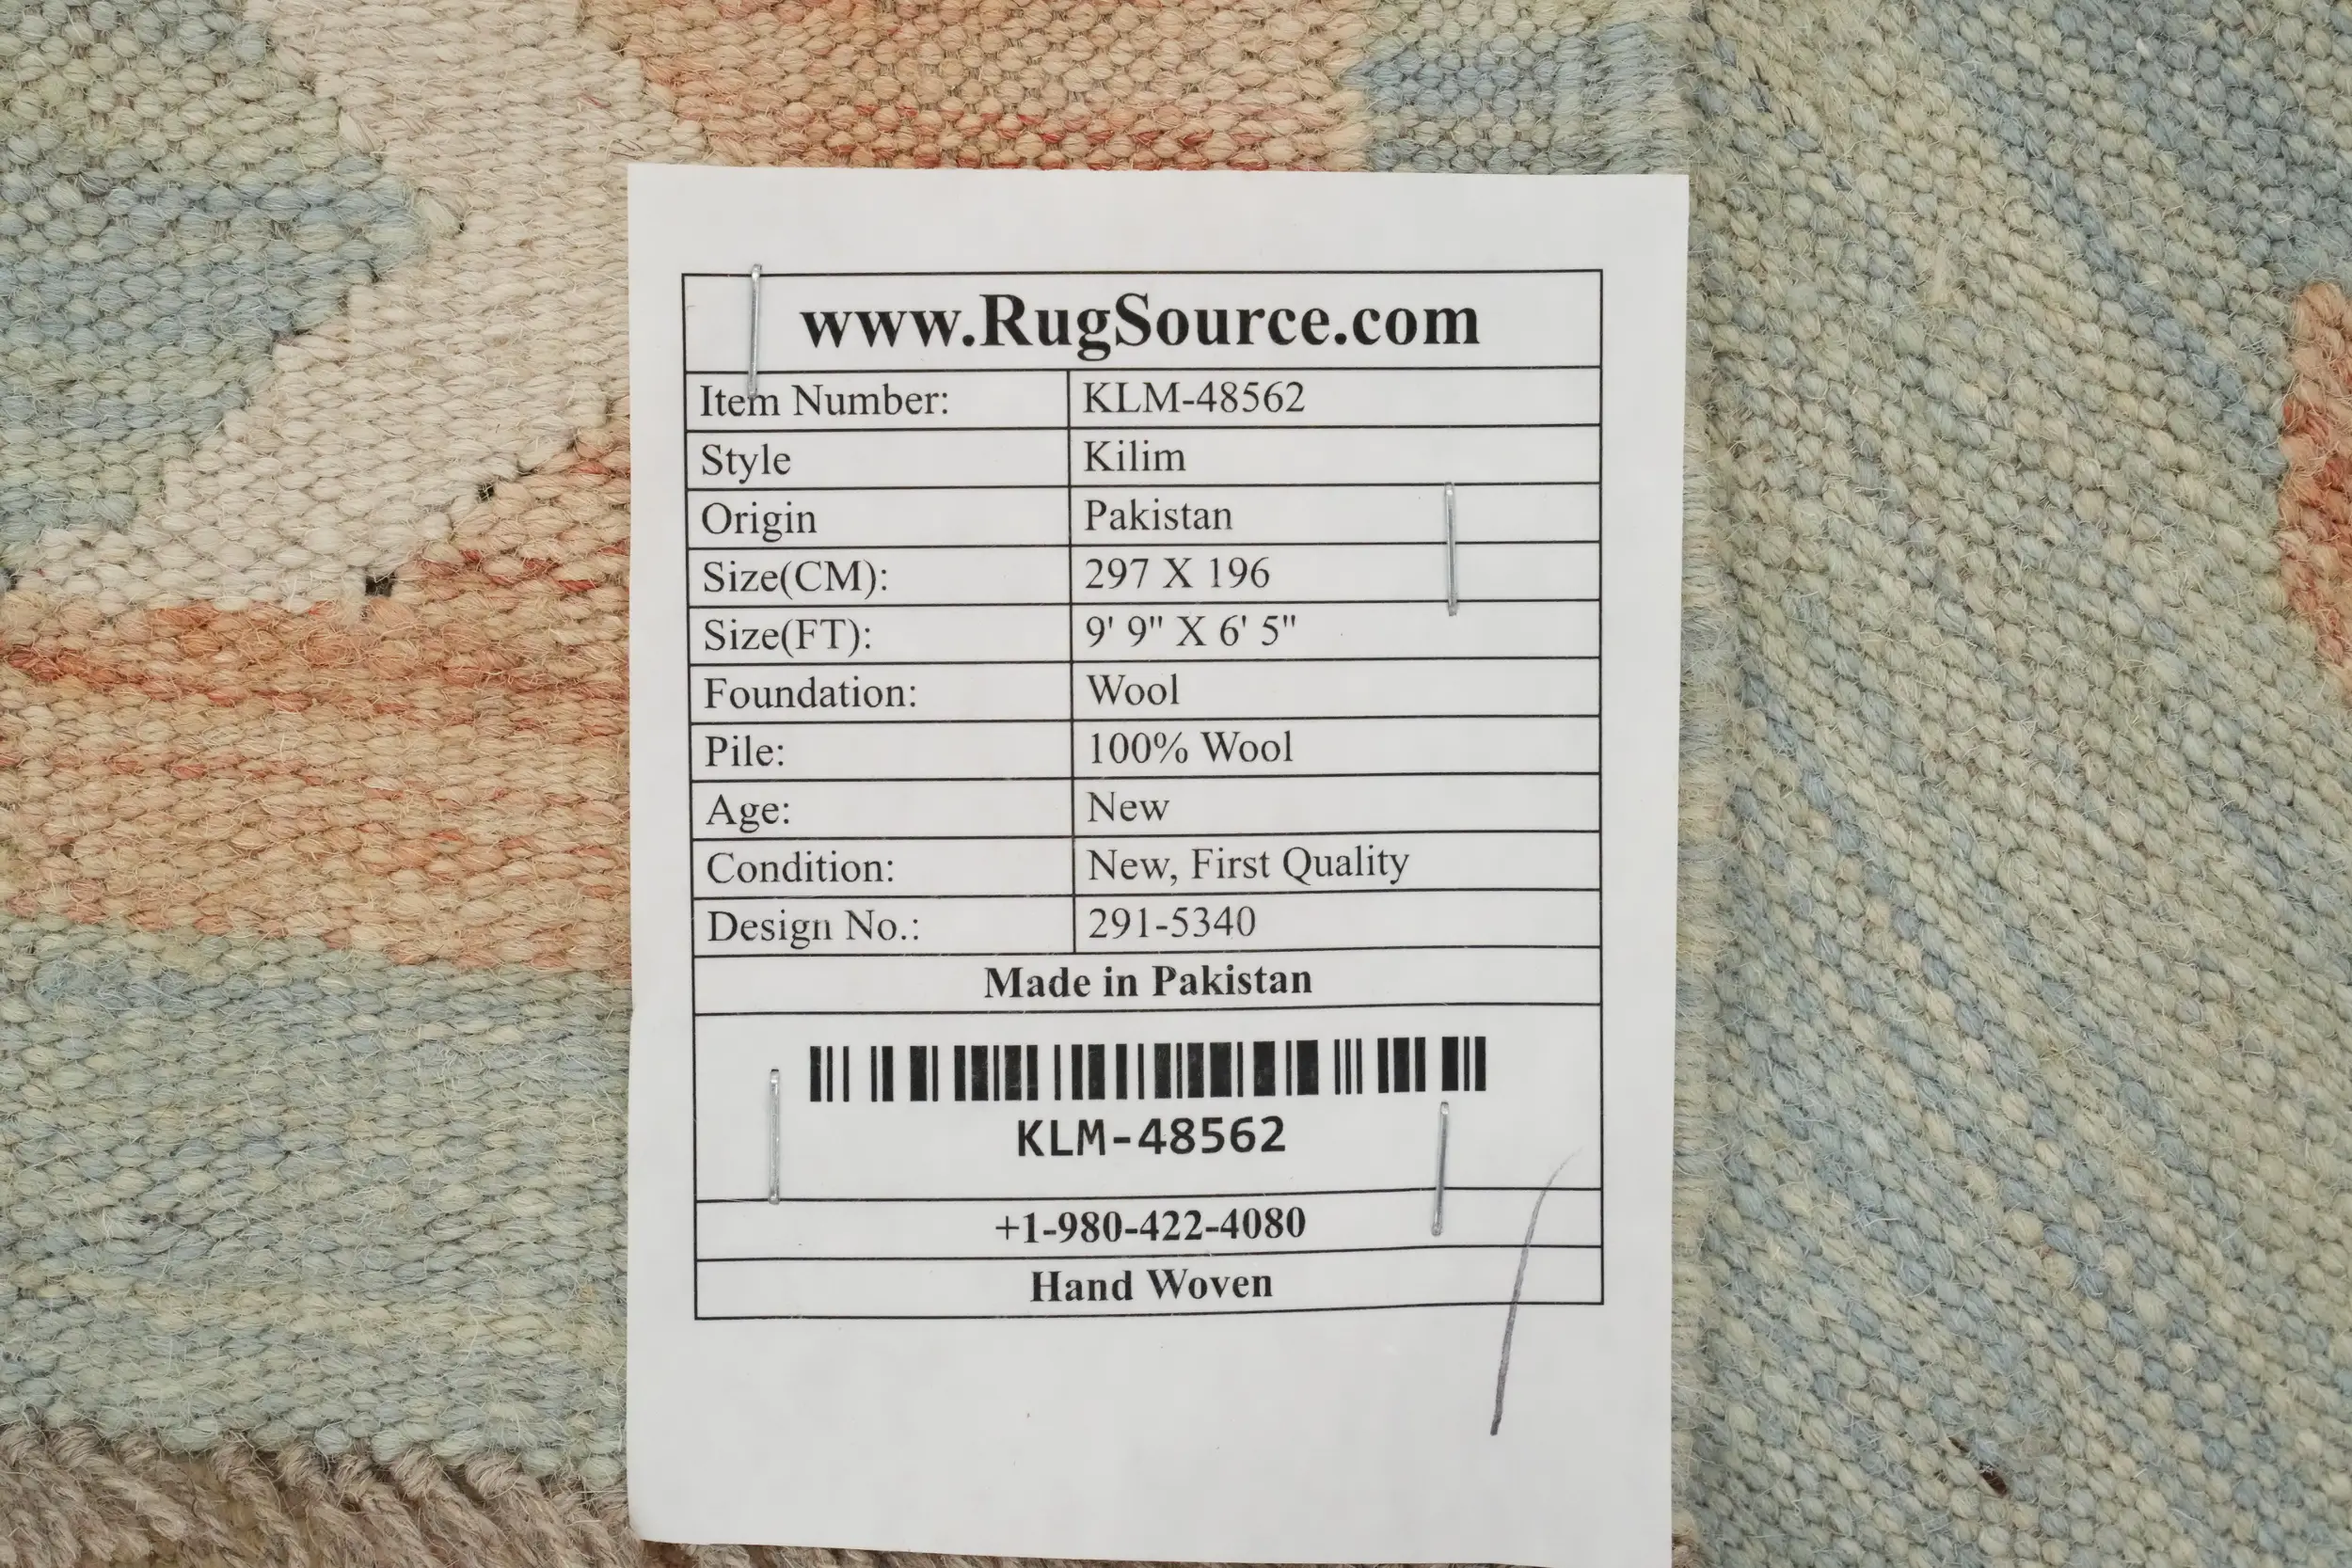 www.RugSource.com
Item Number: KLM-48562
Style Kilim
Origin Pakistan
Size(CM): 297 X 196
Size(FT): 9' 9" X 6' 5"
Foundation: Wool
Pile: 100% Wool
Age: New
Condition: New, First Quality
Design No.: 291-5340
Made in Pakistan
KLM-48562
+1-980-422-4080
Hand Woven